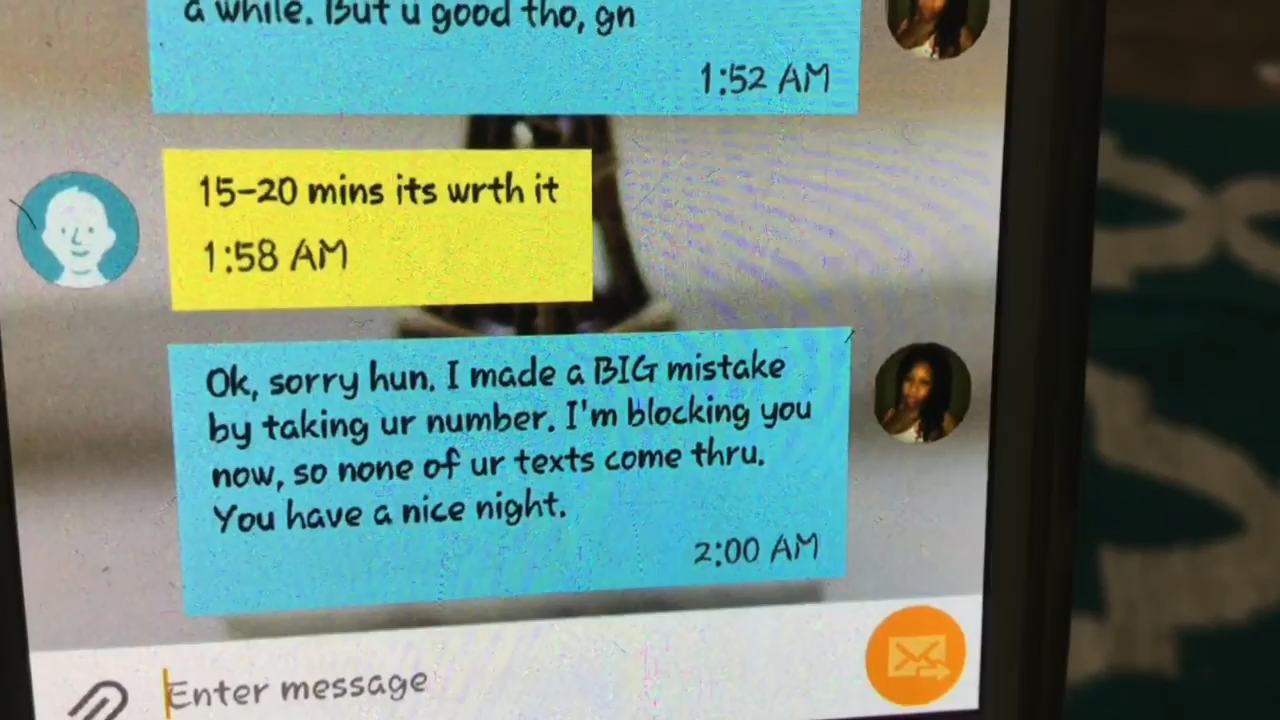 a while. But u good tho, gn
1:52 AM
15-20 mins its wrth it
1:58 AM
Ok, sorry hun. I made a BIG mistake
by taking ur number. I'm blocking you
now, so none of ur texts come thru.
You have a nice night.
2:00 AM
Enter message